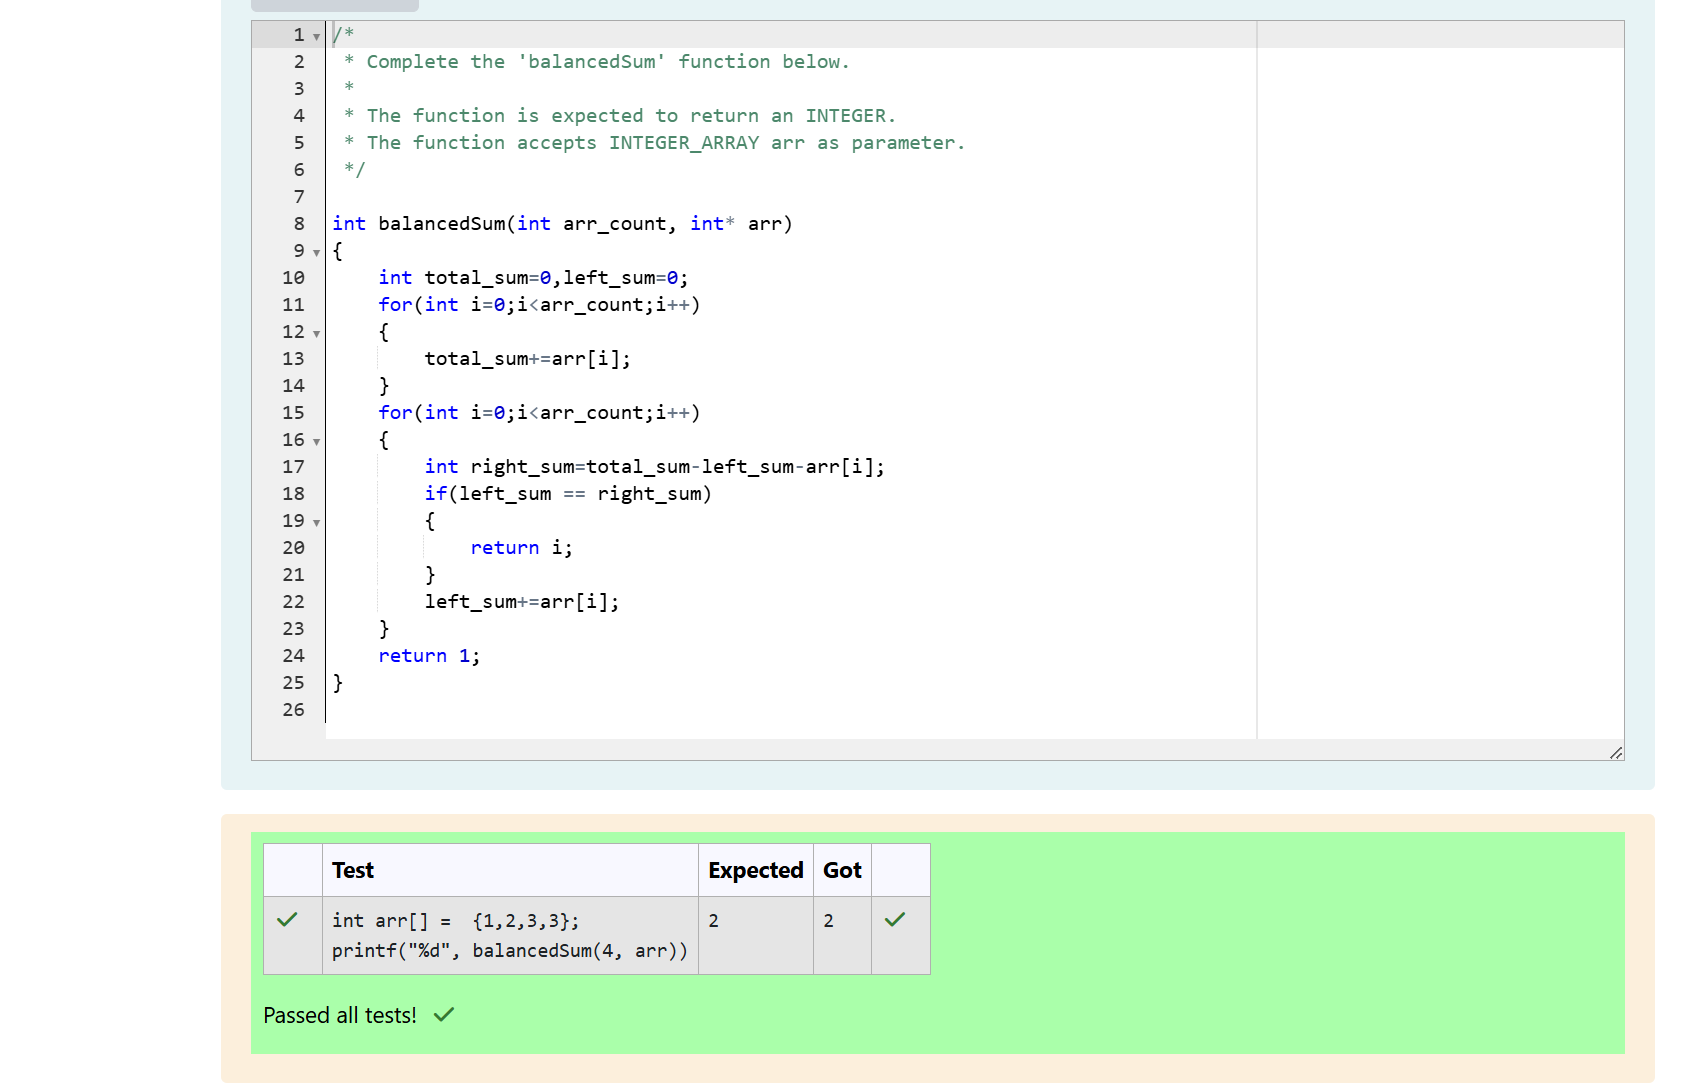 1 /*
2  * Complete the 'balancedSum' function below.
3  *
4  * The function is expected to return an INTEGER.
5  * The function accepts INTEGER_ARRAY arr as parameter.
6  */
7
8 int balancedSum(int arr_count, int* arr)
9 {
10     int total_sum=0,left_sum=0;
11     for(int i=0;i<arr_count;i++)
12     {
13         total_sum+=arr[i];
14     }
15     for(int i=0;i<arr_count;i++)
16     {
17         int right_sum=total_sum-left_sum-arr[i];
18         if(left_sum == right_sum)
19         {
20             return i;
21         }
22         left_sum+=arr[i];
23     }
24     return 1;
25 }
26
Test Expected Got
int arr[] =  {1,2,3,3}; 2 2
printf("%d", balancedSum(4, arr))
Passed all tests!